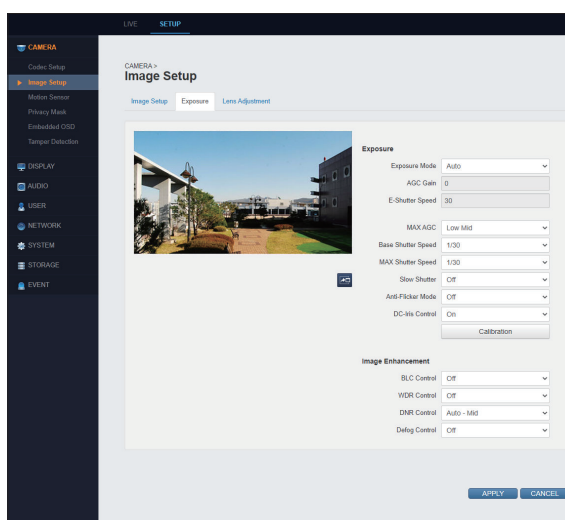 LIVE SETUP
CAMERA
Codec Setup
Image Setup
Motion Sensor
Privacy Mask
Embedded OSD
Tamper Detection
DISPLAY
AUDIO
USER
NETWORK
SYSTEM
STORAGE
EVENT
CAMERA >
Image Setup
Image Setup Exposure Lens Adjustment
Exposure
Exposure Mode Auto
AGC Gain 0
E-Shutter Speed 30
MAX AGC Low Mid
Base Shutter Speed 1/30
MAX Shutter Speed 1/30
Slow Shutter Off
Anti-Flicker Mode Off
DC-Iris Control On
Calibration
Image Enhancement
BLC Control Off
WDR Control Off
DNR Control Auto - Mid
Defog Control Off
APPLY CANCEL